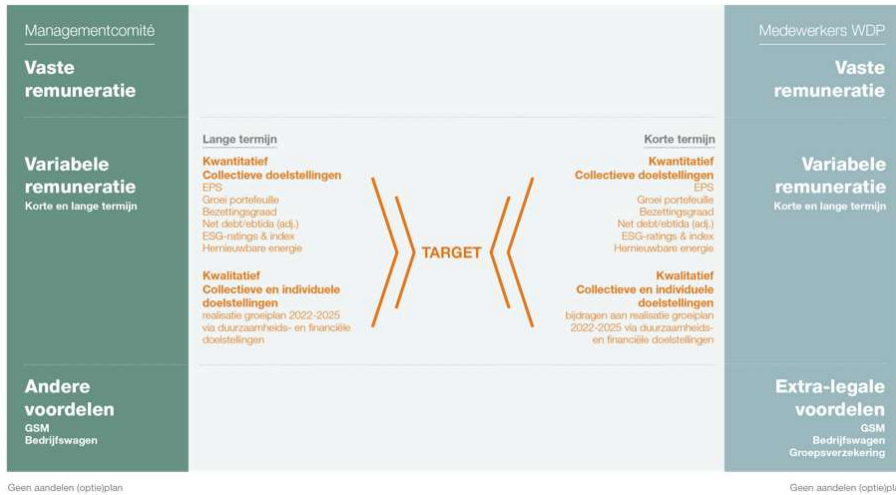 Managementcomité
Vaste
remuneratie
Variabele
remuneratie
Korte en lange termijn
Andere
voordelen
GSM
Bedrijfswagen
Lange termijn
Kwantitatief
Collectieve doelstellingen
EPS
Groei portefeuille
Bezettingsgraad
Net debt/ebtida (adj.)
ESG-ratings & index
Hernieuwbare energie
Kwalitatief
Collectieve en individuele
doelstellingen
realisatie groeiplan 2022-2025
via duurzaamheids- en financiële
doelstellingen
TARGET
Korte termijn
Kwantitatief
Collectieve doelstellingen
EPS
Groei portefeuille
Bezettingsgraad
Net debt/ebtida (adj.)
ESG-ratings & index
Hernieuwbare energie
Kwalitatief
Collectieve en individuele
doelstellingen
bijdragen aan realisatie groeiplan
2022-2025 via duurzaamheids-
en financiële doelstellingen
Medewerkers WDP
Vaste
remuneratie
Variabele
remuneratie
Korte en lange termijn
Extra-legale
voordelen
GSM
Bedrijfswagen
Groepsverzekering
Geen aandelen (optie)plan
Geen aandelen (optie)pla